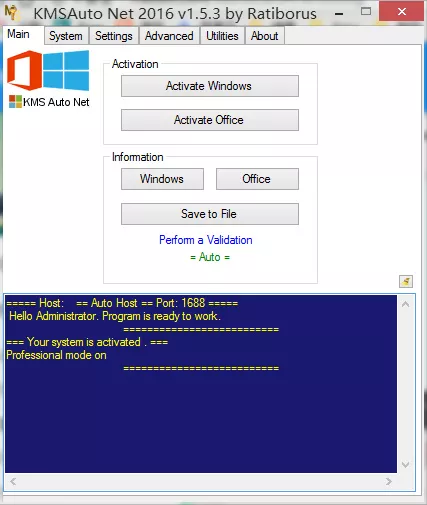 KMSAuto Net 2016 v1.5.3 by Ratiborus
Main System Settings Advanced Utilities About
KMS Auto Net
Activation
Activate Windows
Activate Office
Information
Windows Office
Save to File
Perform a Validation
= Auto =
===== Host: == Auto Host == Port: 1688 =====
Hello Administrator. Program is ready to work.
==========================
=== Your system is activated . ===
Professional mode on
==========================